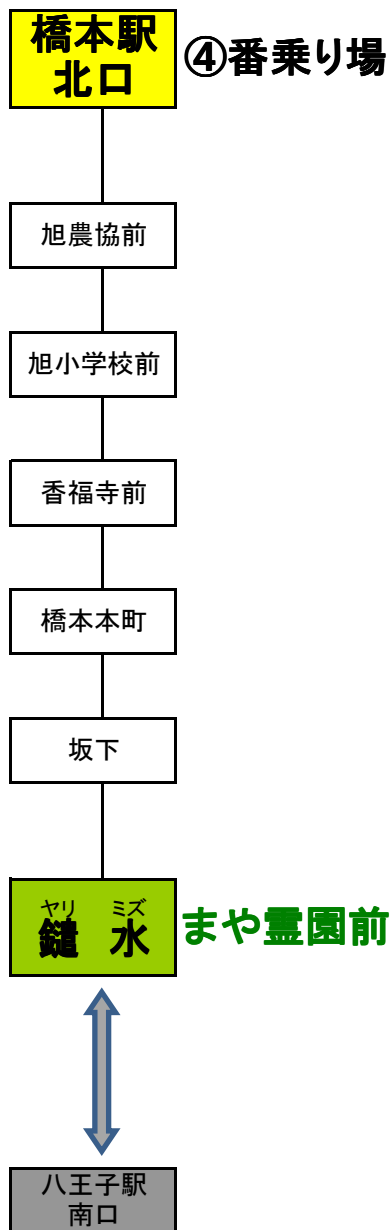 橋本駅
北口
④番乗り場
旭農協前
旭小学校前
香福寺前
橋本本町
坂下
ヤリ ミズ
鑓 水
まや霊園前
八王子駅
南口